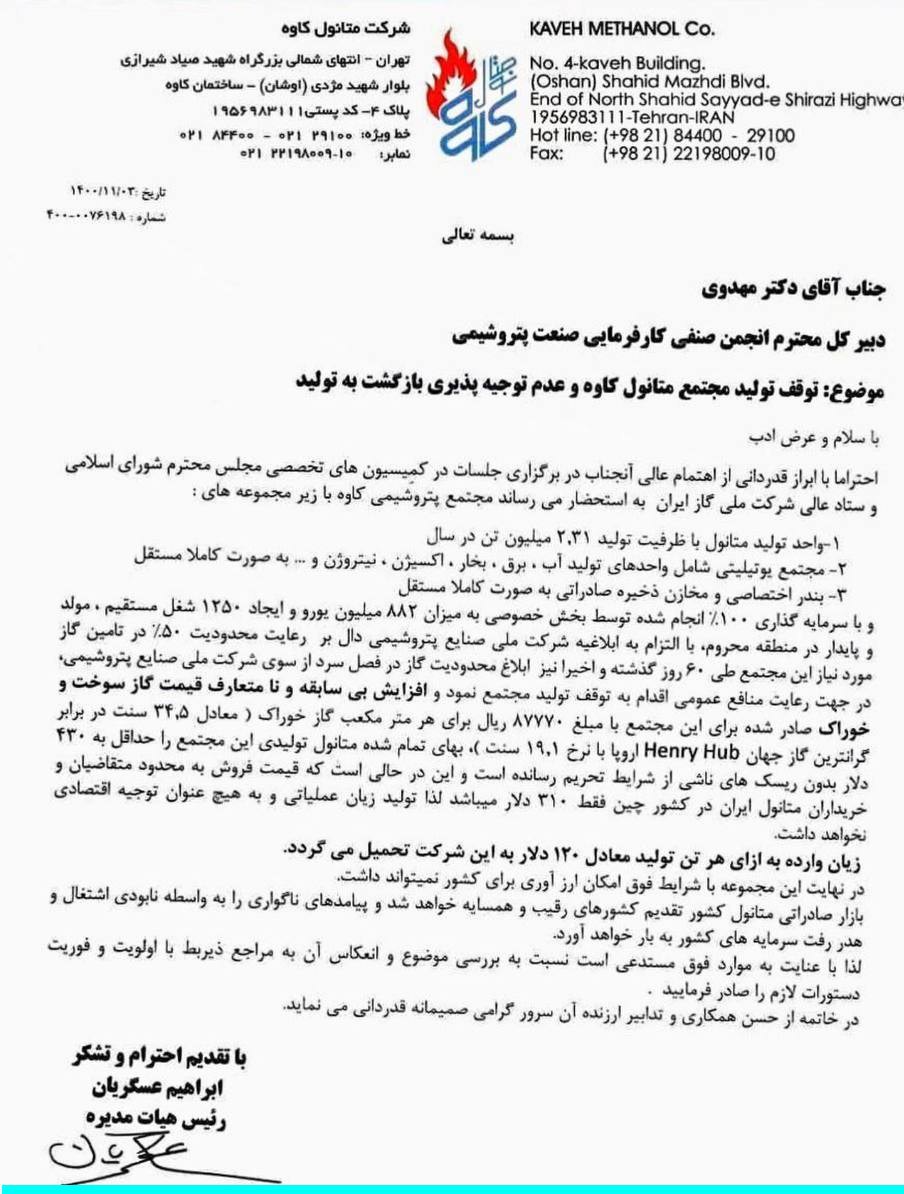 شرکت متانول کاوه
تهران - انتهای شمالی بزرگراه شهید صیاد شیرازی
بلوار شهید مژدی (اوشان) - ساختمان کاوه
پلاک ۴- کد پستی ۱۹۵۶۹۸۳۱۱۱
خط ویژه: ۲۹۱۰۰ ۰۲۱ - ۸۴۴۰۰ ۰۲۱
نمابر: ۱۰-۲۲۱۹۸۰۰۹ ۰۲۱
متانول کاوه
KAVEH METHANOL Co.
No. 4-kaveh Building.
(Oshan) Shahid Mazhdi Blvd.
End of North Shahid Sayyad-e Shirazi Highway
1956983111-Tehran-IRAN
Hot line: (+98 21) 84400 - 29100
Fax: (+98 21) 22198009-10
تاریخ :۱۴۰۰/۱۱/۰۳
شماره : ۴۰۰-۰۰۷۶۱۹۸
بسمه تعالی
جناب آقای دکتر مهدوی
دبیر کل محترم انجمن صنفی کارفرمایی صنعت پتروشیمی
موضوع: توقف تولید مجتمع متانول کاوه و عدم توجیه پذیری بازگشت به تولید
با سلام و عرض ادب
احتراما با ابراز قدردانی از اهتمام عالی آنجناب در برگزاری جلسات در کمیسیون های تخصصی مجلس محترم شورای اسلامی
و ستاد عالی شرکت ملی گاز ایران به استحضار می رساند مجتمع پتروشیمی کاوه با زیر مجموعه های :
۱-واحد تولید متانول با ظرفیت تولید ۲,۳۱ میلیون تن در سال
۲- مجتمع یوتیلیتی شامل واحدهای تولید آب ، برق ، بخار ، اکسیژن ، نیتروژن و ... به صورت کاملا مستقل
۳- بندر اختصاصی و مخازن ذخیره صادراتی به صورت کاملا مستقل
و با سرمایه گذاری ۱۰۰٪ انجام شده توسط بخش خصوصی به میزان ۸۸۲ میلیون یورو و ایجاد ۱۲۵۰ شغل مستقیم ، مولد
و پایدار در منطقه محروم، با التزام به ابلاغیه شرکت ملی صنایع پتروشیمی دال بر رعایت محدودیت ۵۰٪ در تامین گاز
مورد نیاز این مجتمع طی ۶۰ روز گذشته و اخیرا نیز ابلاغ محدودیت گاز در فصل سرد از سوی شرکت ملی صنایع پتروشیمی،
در جهت رعایت منافع عمومی اقدام به توقف تولید مجتمع نمود و افزایش بی سابقه و نا متعارف قیمت گاز سوخت و
خوراک صادر شده برای این مجتمع با مبلغ ۸۷۷۷۰ ریال برای هر متر مکعب گاز خوراک ( معادل ۳۴,۵ سنت در برابر
گرانترین گاز جهان Henry Hub اروپا با نرخ ۱۹,۱ سنت )، بهای تمام شده متانول تولیدی این مجتمع را حداقل به ۴۳۰
دلار بدون ریسک های ناشی از شرایط تحریم رسانده است و این در حالی است که قیمت فروش به محدود متقاضیان و
خریداران متانول ایران در کشور چین فقط ۳۱۰ دلار میباشد لذا تولید زیان عملیاتی و به هیچ عنوان توجیه اقتصادی
نخواهد داشت.
زیان وارده به ازای هر تن تولید معادل ۱۲۰ دلار به این شرکت تحمیل می گردد.
در نهایت این مجموعه با شرایط فوق امکان ارز آوری برای کشور نمیتواند داشت.
بازار صادراتی متانول کشور تقدیم کشورهای رقیب و همسایه خواهد شد و پیامدهای ناگواری را به واسطه نابودی اشتغال و
هدر رفت سرمایه های کشور به بار خواهد آورد.
لذا با عنایت به موارد فوق مستدعی است نسبت به بررسی موضوع و انعکاس آن به مراجع ذیربط با اولویت و فوریت
دستورات لازم را صادر فرمایید .
در خاتمه از حسن همکاری و تدابیر ارزنده آن سرور گرامی صمیمانه قدردانی می نماید.
با تقدیم احترام و تشکر
ابراهیم عسگریان
رئیس هیات مدیره